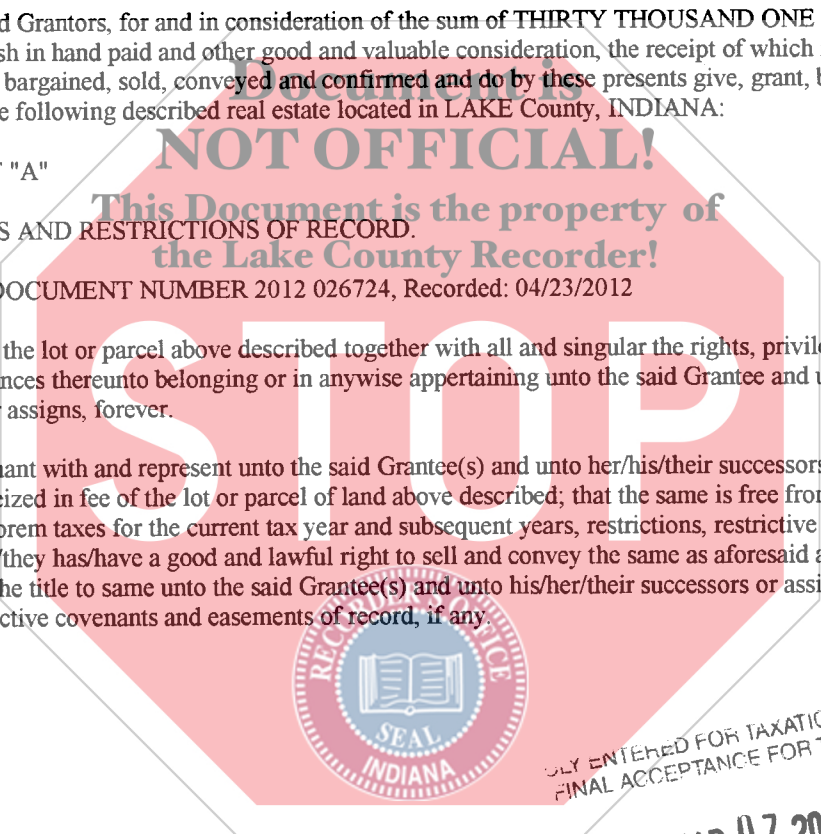 d Grantors, for and in consideration of the sum of THIRTY THOUSAND ONE
sh in hand paid and other good and valuable consideration, the receipt of which
bargained, sold, conveyed and confirmed and do by these presents give, grant,
e following described real estate located in LAKE County, INDIANA:
Document is
NOT OFFICIAL!
This Document is the property of
the Lake County Recorder!
"A"
S AND RESTRICTIONS OF RECORD.
DOCUMENT NUMBER 2012 026724, Recorded: 04/23/2012
STOP
the lot or parcel above described together with all and singular the rights, privile
nces thereunto belonging or in anywise appertaining unto the said Grantee and u
assigns, forever.
nant with and represent unto the said Grantee(s) and unto her/his/their successors
ized in fee of the lot or parcel of land above described; that the same is free from
orem taxes for the current tax year and subsequent years, restrictions, restrictive
/they has/have a good and lawful right to sell and convey the same as aforesaid a
he title to same unto the said Grantee(s) and unto his/her/their successors or assi
ctive covenants and easements of record, if any.
RECORDER'S OFFICE
SEAL
INDIANA
ENTERED FOR TAXATIO
FINAL ACCEPTANCE FOR T
07 20